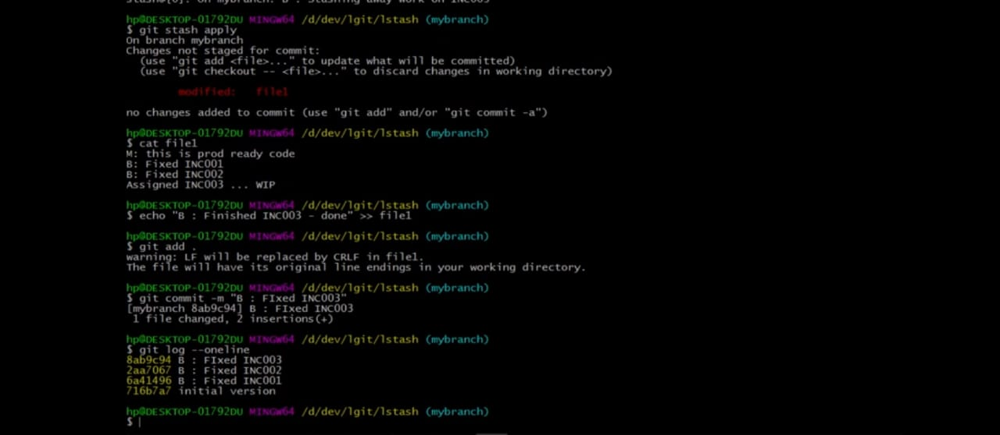 stash@{0}: On mybranch: B : Stashing away work on INC003
hp@DESKTOP-01792DU MINGW64 /d/dev/lgit/lstash (mybranch)
$ git stash apply
On branch mybranch
Changes not staged for commit:
(use "git add <file>..." to update what will be committed)
(use "git checkout -- <file>..." to discard changes in working directory)
modified: file1
no changes added to commit (use "git add" and/or "git commit -a")
hp@DESKTOP-01792DU MINGW64 /d/dev/lgit/lstash (mybranch)
$ cat file1
M: this is prod ready code
B: Fixed INC001
B: Fixed INC002
Assigned INC003 ... WIP
hp@DESKTOP-01792DU MINGW64 /d/dev/lgit/lstash (mybranch)
$ echo "B : Finished INC003 - done" >> file1
hp@DESKTOP-01792DU MINGW64 /d/dev/lgit/lstash (mybranch)
$ git add .
warning: LF will be replaced by CRLF in file1.
The file will have its original line endings in your working directory.
hp@DESKTOP-01792DU MINGW64 /d/dev/lgit/lstash (mybranch)
$ git commit -m "B : FIxed INC003"
[mybranch 8ab9c94] B : FIxed INC003
1 file changed, 2 insertions(+)
hp@DESKTOP-01792DU MINGW64 /d/dev/lgit/lstash (mybranch)
$ git log --oneline
8ab9c94 B : FIxed INC003
2aa7067 B : Fixed INC002
6a41496 B : Fixed INC001
716b7a7 initial version
hp@DESKTOP-01792DU MINGW64 /d/dev/lgit/lstash (mybranch)
$